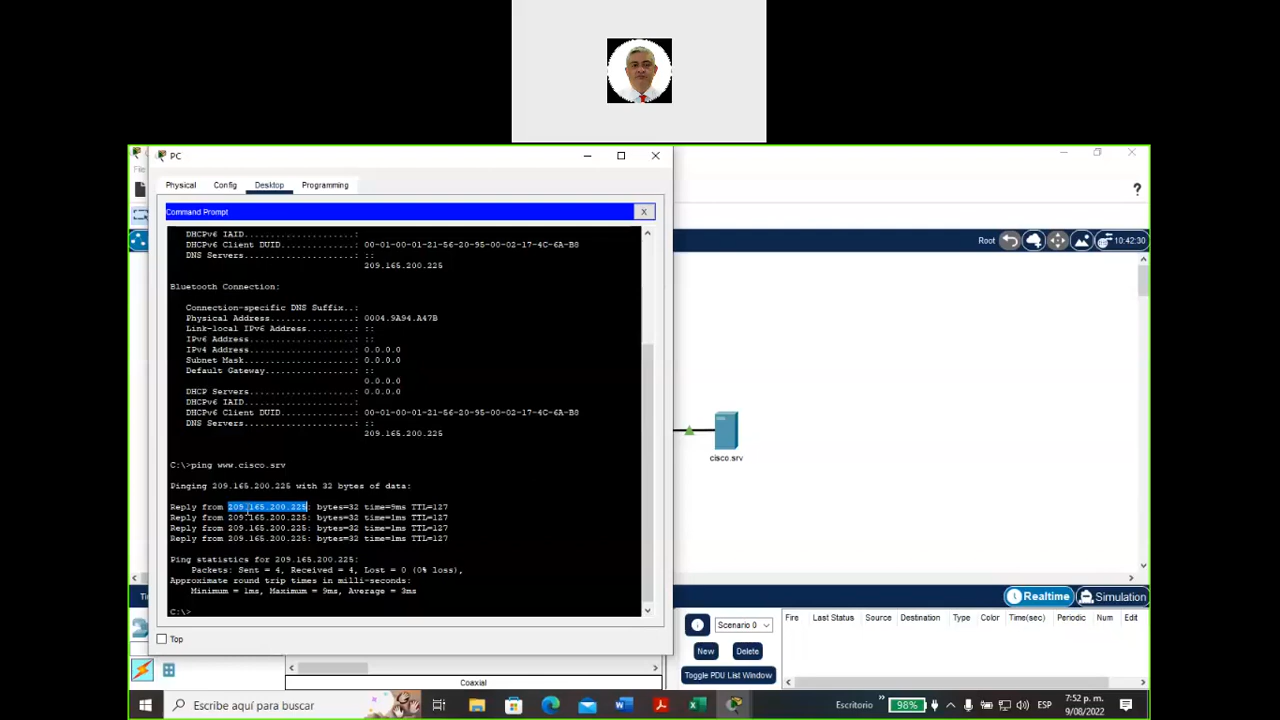 PC
Physical Config Desktop Programming
Command Prompt X
DHCPv6 IAID.....................:
DHCPv6 Client DUID..............: 00-01-00-01-21-56-20-95-00-02-17-4C-6A-B8
DNS Servers.....................: ::
209.165.200.225
Bluetooth Connection:
Connection-specific DNS Suffix..:
Physical Address................: 0004.9A94.A47B
Link-local IPv6 Address.........: ::
IPv6 Address....................: ::
IPv4 Address....................: 0.0.0.0
Subnet Mask.....................: 0.0.0.0
Default Gateway.................: ::
0.0.0.0
DHCP Servers....................: 0.0.0.0
DHCPv6 IAID.....................:
DHCPv6 Client DUID..............: 00-01-00-01-21-56-20-95-00-02-17-4C-6A-B8
DNS Servers.....................: ::
209.165.200.225
C:\>ping www.cisco.srv
Pinging 209.165.200.225 with 32 bytes of data:
Reply from 209.165.200.225: bytes=32 time=9ms TTL=127
Reply from 209.165.200.225: bytes=32 time=1ms TTL=127
Reply from 209.165.200.225: bytes=32 time=1ms TTL=127
Reply from 209.165.200.225: bytes=32 time=1ms TTL=127
Ping statistics for 209.165.200.225:
Packets: Sent = 4, Received = 4, Lost = 0 (0% loss),
Approximate round trip times in milli-seconds:
Minimum = 1ms, Maximum = 9ms, Average = 3ms
C:\>
Top
?
Root 10:42:30
cisco.srv
Realtime Simulation
Scenario 0
New Delete
Toggle PDU List Window
Fire Last Status Source Destination Type Color Time(sec) Periodic Num Edit
Coaxial
Escribe aquí para buscar
Escritorio 98% ESP
7:52 p. m.
9/08/2022